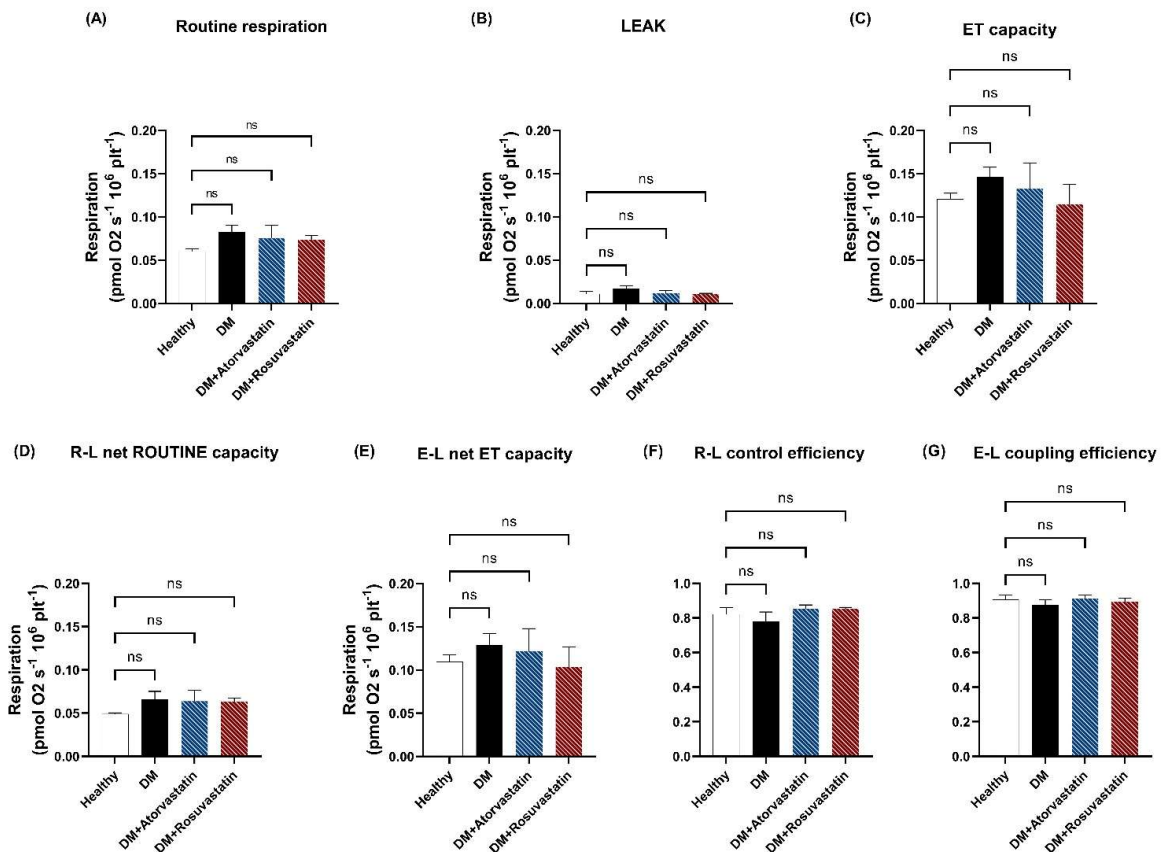 (A) Routine respiration
ns
ns
ns
0.20
0.15
0.10
0.05
0.00
Respiration
(pmol O2 s⁻¹ 10⁶ plt⁻¹)
Healthy
DM
DM+Atorvastatin
DM+Rosuvastatin
(B) LEAK
ns
ns
ns
0.20
0.15
0.10
0.05
0.00
Respiration
(pmol O2 s⁻¹ 10⁶ plt⁻¹)
Healthy
DM
DM+Atorvastatin
DM+Rosuvastatin
(C) ET capacity
ns
ns
ns
0.20
0.15
0.10
0.05
0.00
Respiration
(pmol O2 s⁻¹ 10⁶ plt⁻¹)
Healthy
DM
DM+Atorvastatin
DM+Rosuvastatin
(D) R-L net ROUTINE capacity
ns
ns
ns
0.20
0.15
0.10
0.05
0.00
Respiration
(pmol O2 s⁻¹ 10⁶ plt⁻¹)
Healthy
DM
DM+Atorvastatin
DM+Rosuvastatin
(E) E-L net ET capacity
ns
ns
ns
0.20
0.15
0.10
0.05
0.00
Respiration
(pmol O2 s⁻¹ 10⁶ plt⁻¹)
Healthy
DM
DM+Atorvastatin
DM+Rosuvastatin
(F) R-L control efficiency
ns
ns
ns
1.0
0.8
0.6
0.4
0.2
0.0
Healthy
DM
DM+Atorvastatin
DM+Rosuvastatin
(G) E-L coupling efficiency
ns
ns
ns
1.0
0.8
0.6
0.4
0.2
0.0
Healthy
DM
DM+Atorvastatin
DM+Rosuvastatin